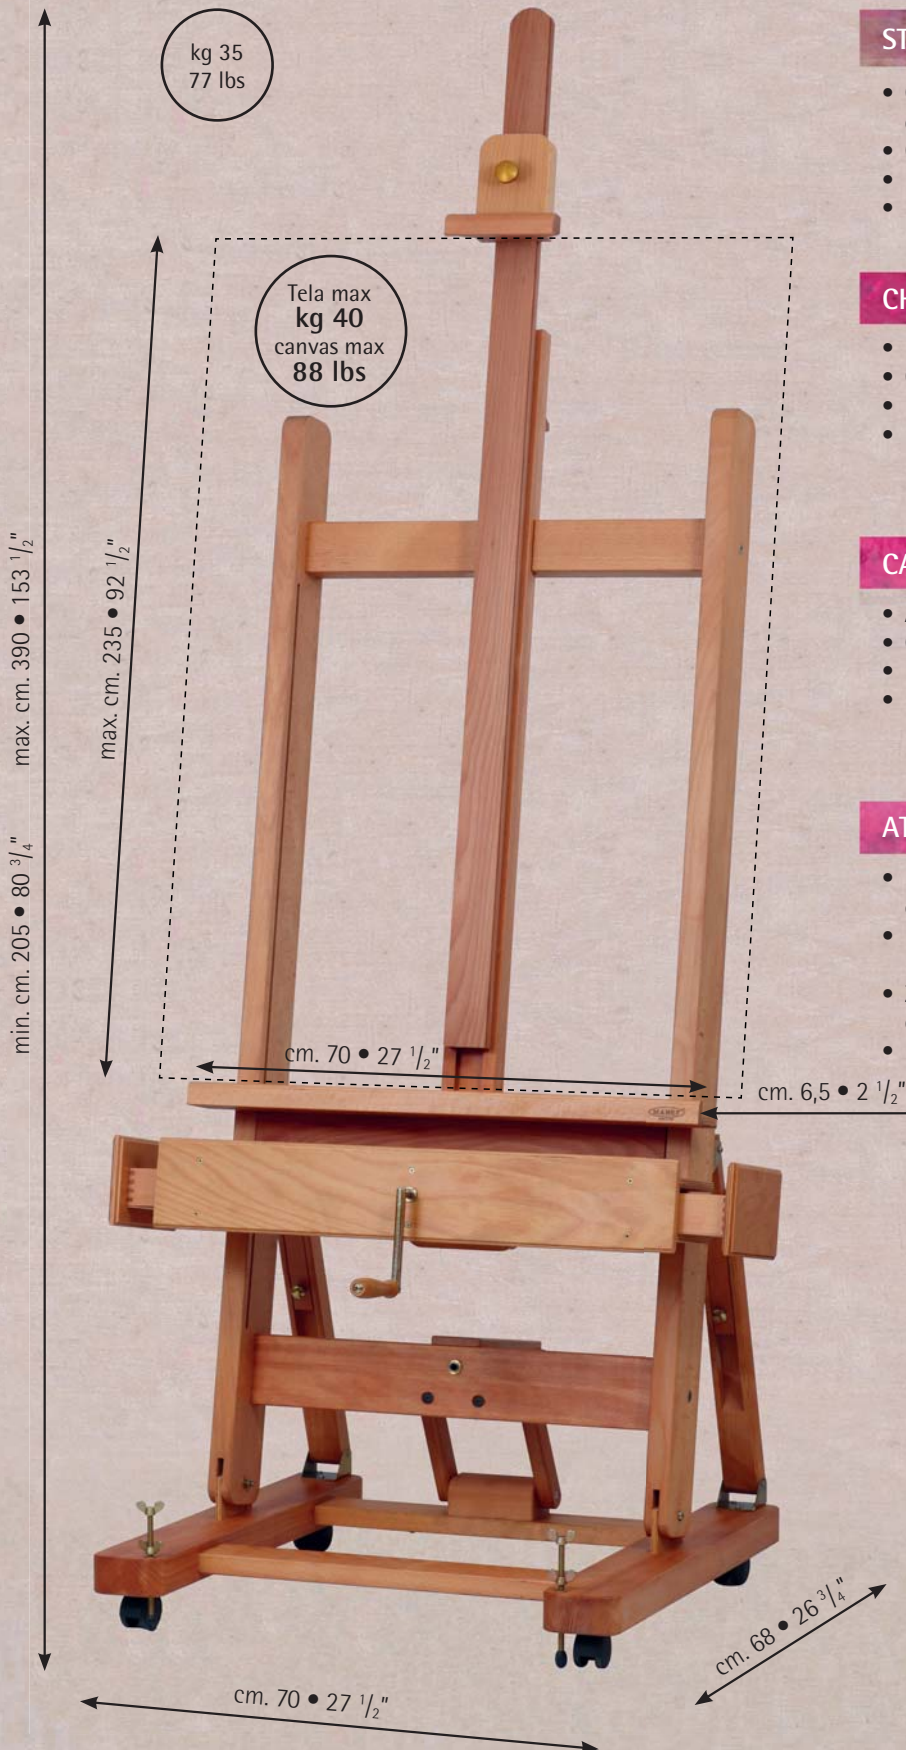 kg 35
77 lbs
Tela max
kg 40
canvas max
88 lbs
min. cm. 205 • 80 3/4" max. cm. 390 • 153 1/2"
max. cm. 235 • 92 1/2"
cm. 70 • 27 1/2"
cm. 6,5 • 2 1/2"
cm. 68 • 26 3/4"
cm. 70 • 27 1/2"
ST
CH
CA
AT